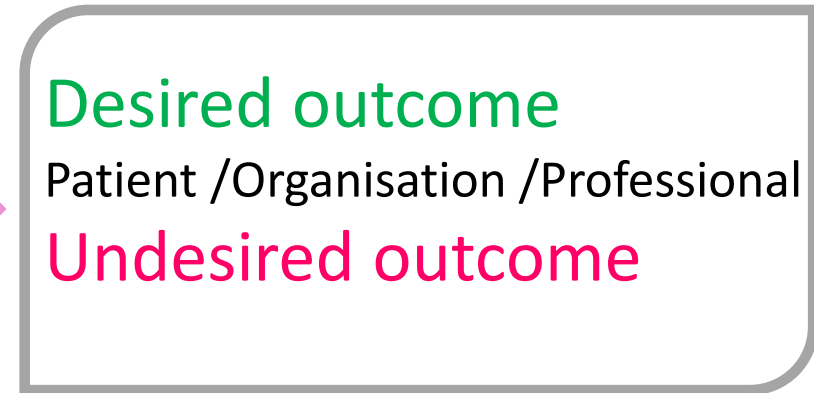 Desired outcome
Patient /Organisation /Professional
Undesired outcome